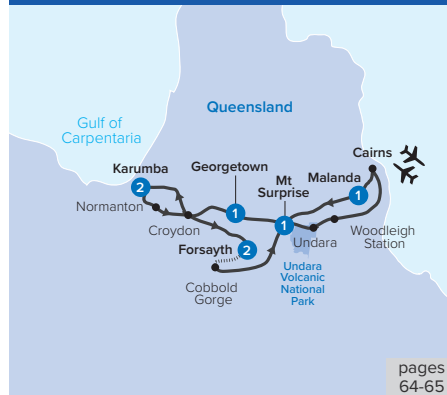 Queensland
Gulf of
Carpentaria
Cairns
Karumba
Georgetown
Mt
Surprise
Malanda
2
1
1
1
Normanton
Croydon
Forsayth
2
Undara
Woodleigh
Station
Cobbold
Gorge
Undara
Volcanic
National
Park
pages
64-65